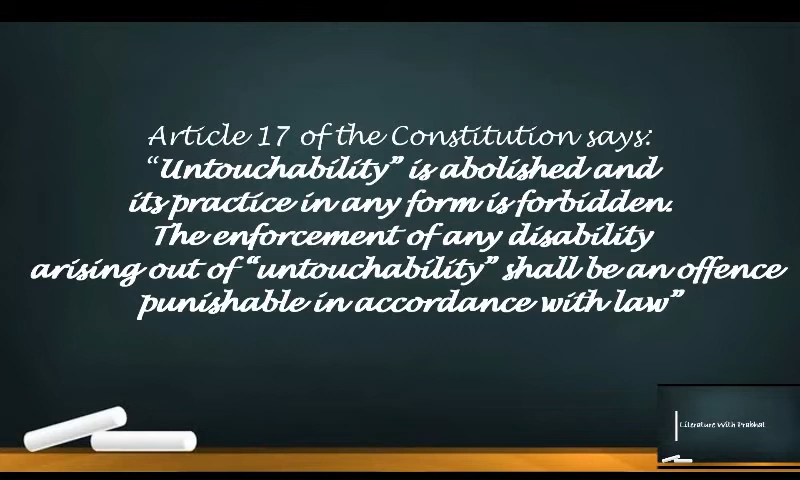 Article 17 of the Constitution says:
“Untouchability” is abolished and
its practice in any form is forbidden.
The enforcement of any disability
arising out of “untouchability” shall be an offence
punishable in accordance with law”
Literature With Prabhat